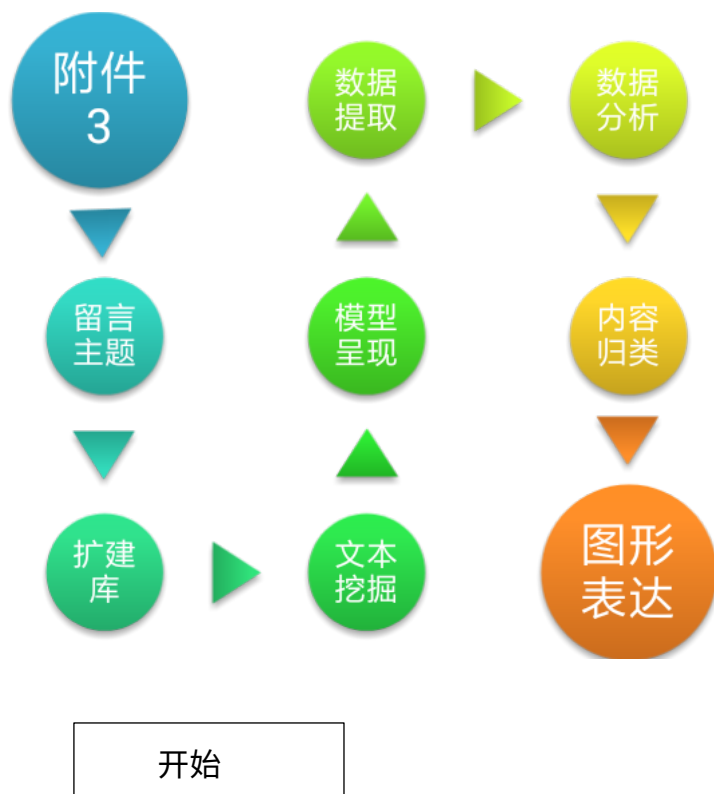 附件
3
留言
主题
扩建
库
文本
挖掘
模型
呈现
数据
提取
数据
分析
内容
归类
图形
表达
开始